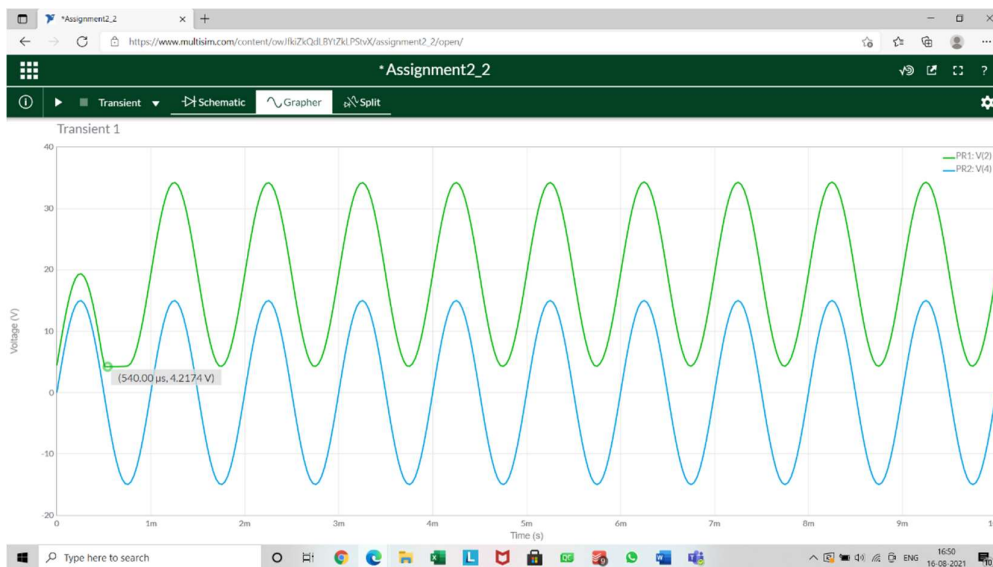 *Assignment2_2
https://www.multisim.com/content/owJfkiZkQdLBYtZkLPStvX/assignment2_2/open/
*Assignment2_2
Transient
Schematic
Grapher
Split
Transient 1
PR1: V(2)
PR2: V(4)
40
30
20
10
0
-10
-20
Voltage (V)
(540.00 µs, 4.2174 V)
0 1m 2m 3m 4m 5m 6m 7m 8m 9m 1
Time (s)
Type here to search
ENG
16:50
16-08-2021